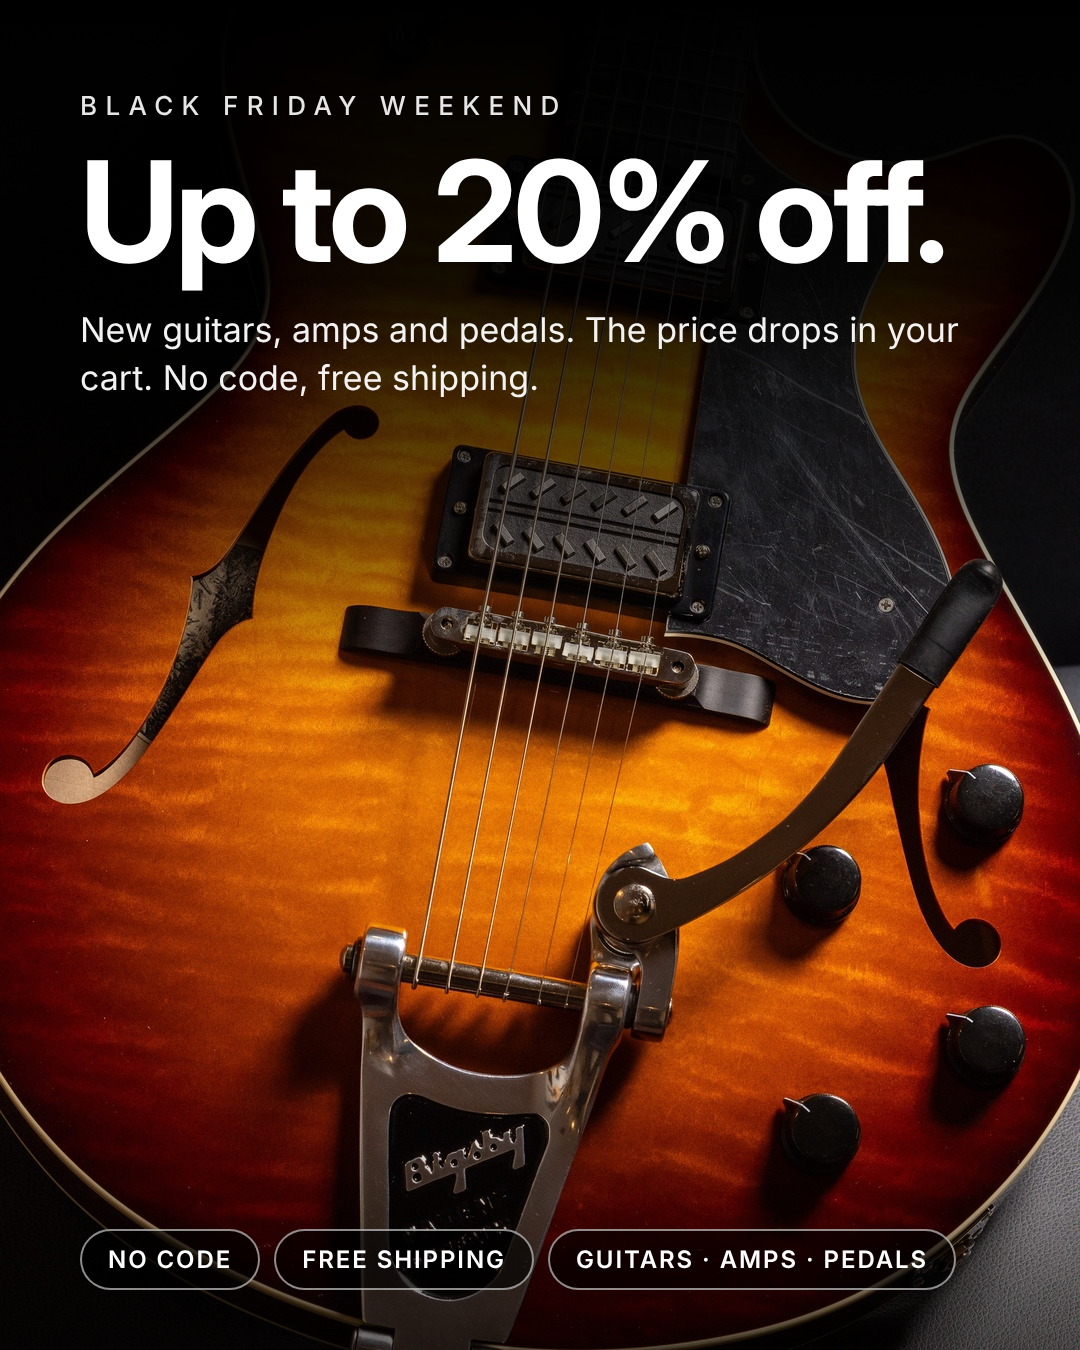 BLACK FRIDAY WEEKEND
Up to 20% off.
New guitars, amps and pedals. The price drops in your
cart. No code, free shipping.
Bigsby
NO CODE
FREE SHIPPING
GUITARS · AMPS · PEDALS